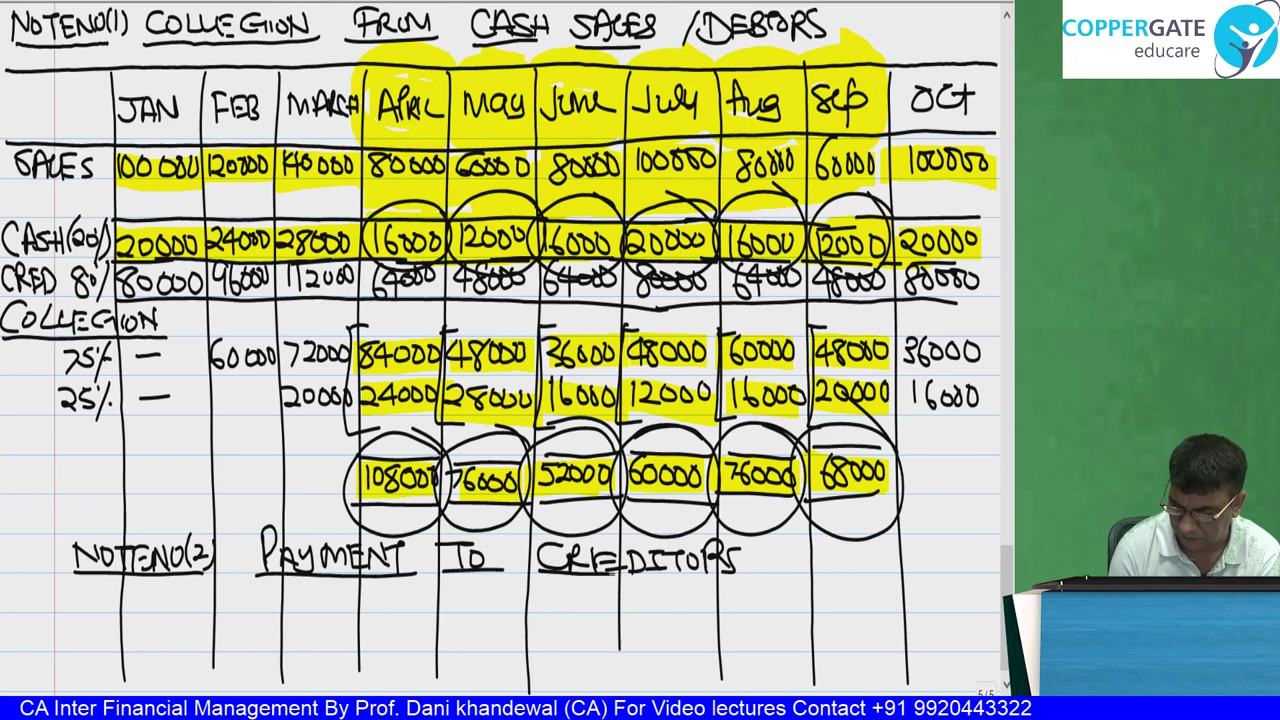 NOTENO(1) COLLECTION FROM CASH SALES /DEBTORS
COPPERGATE
educare
JAN FEB MARCH APRIL MAY JUNE July Aug Sep OCT
SALES 100000 120000 140000 80000 60000 80000 100000 80000 60000 100000
CASH(20%) 20000 24000 28000 16000 12000 16000 20000 16000 12000 20000
CRED 80% 80000 96000 112000 64000 48000 64000 80000 64000 48000 80000
COLLECTION
75% — 60000 72000 84000 48000 36000 48000 60000 48000 36000
25% — 20000 24000 28000 16000 12000 16000 20000 16000
108000 76000 52000 60000 76000 68000
NOTENO(2) PAYMENT TO CREDITORS
5/5
CA Inter Financial Management By Prof. Dani khandewal (CA) For Video lectures Contact +91 9920443322